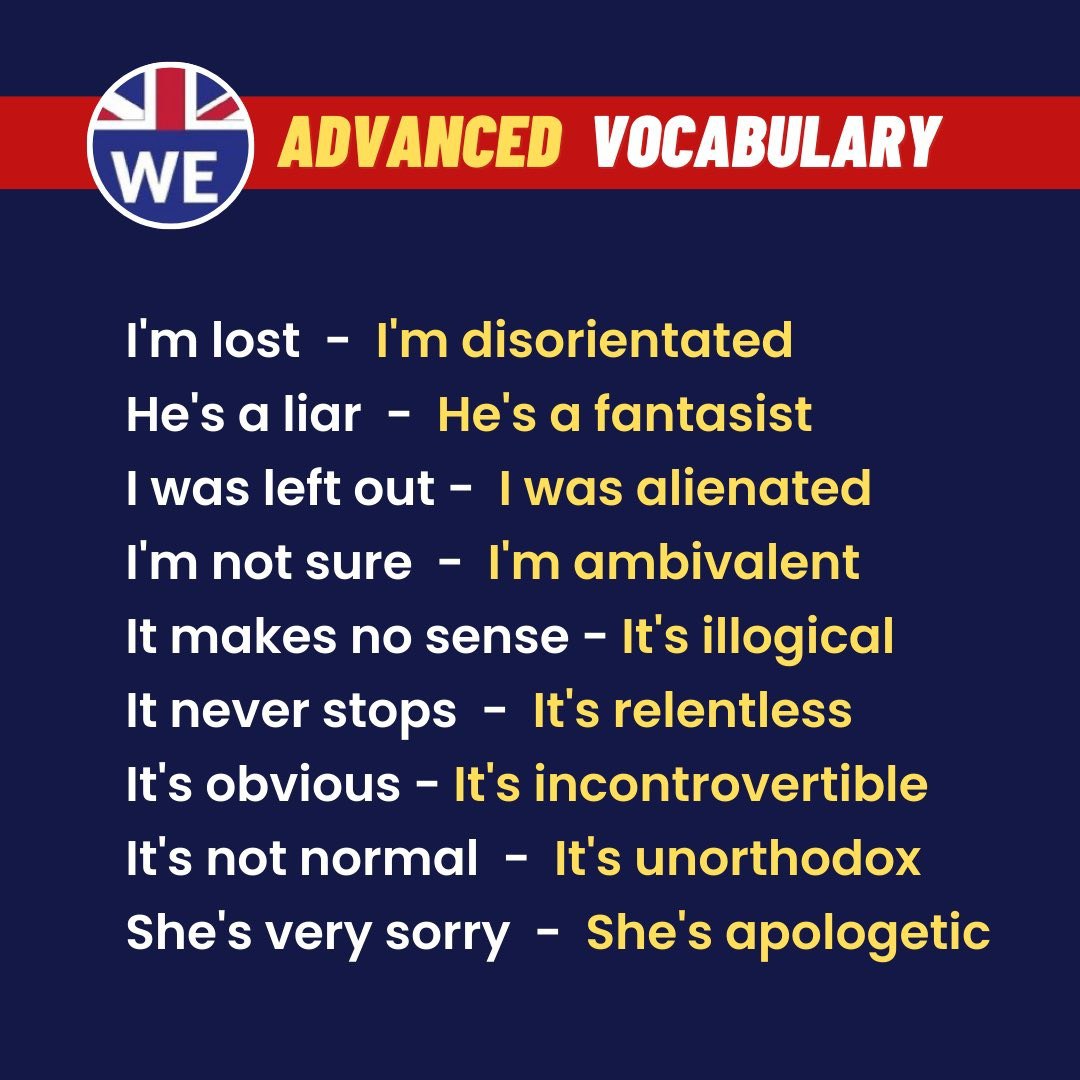 WE
ADVANCED VOCABULARY
I'm lost - I'm disorientated
He's a liar - He's a fantasist
I was left out - I was alienated
I'm not sure - I'm ambivalent
It makes no sense - It's illogical
It never stops - It's relentless
It's obvious - It's incontrovertible
It's not normal - It's unorthodox
She's very sorry - She's apologetic